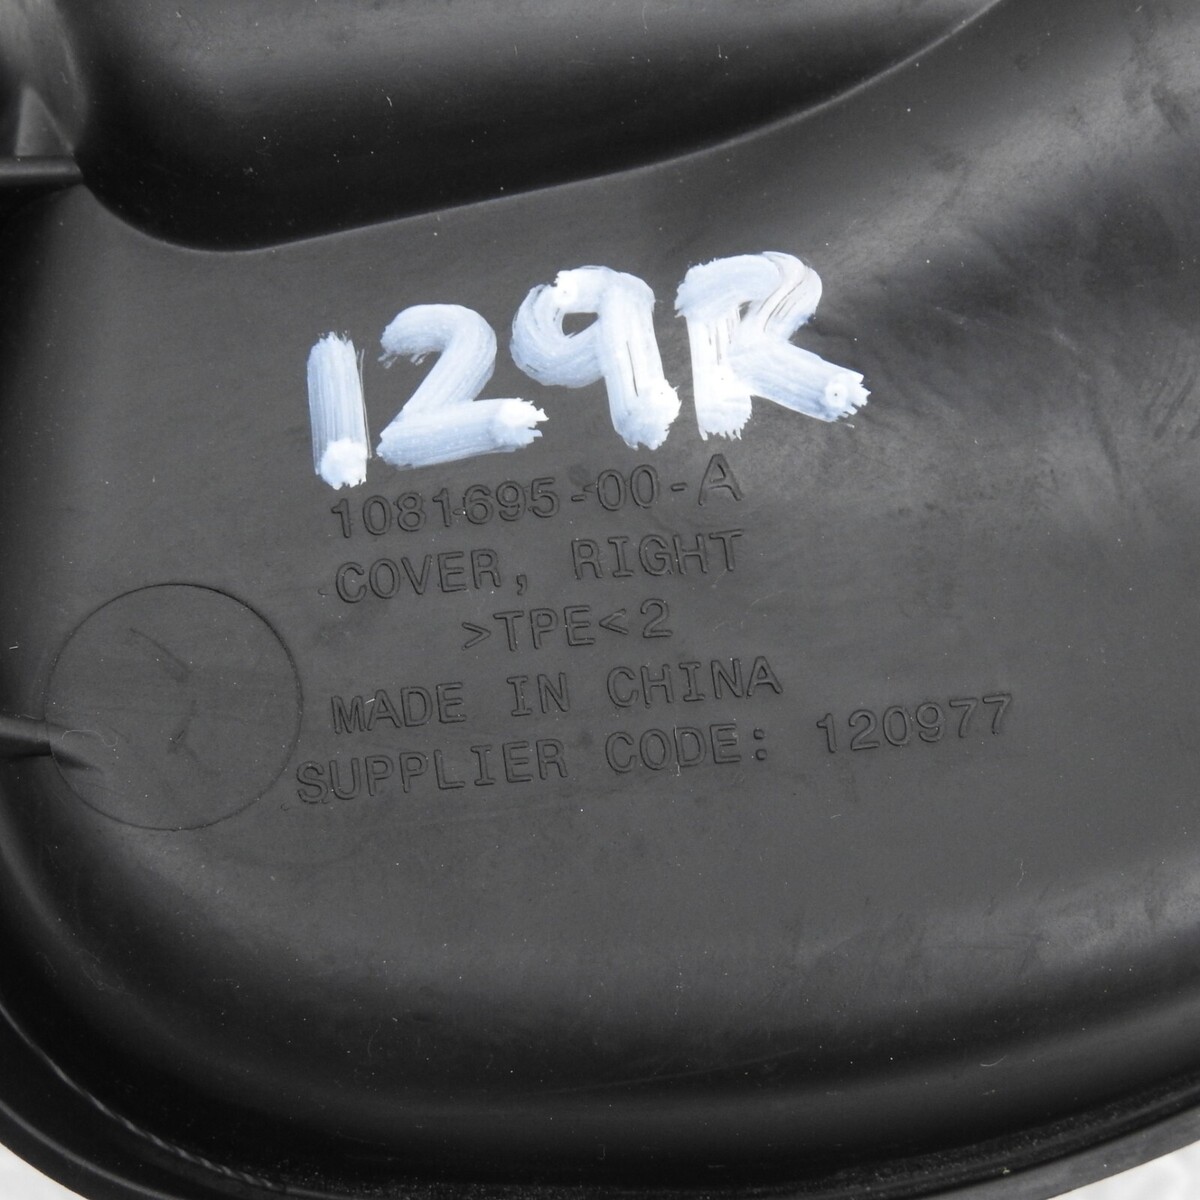 129R
1081695-00-A
COVER, RIGHT
>TPE<2
MADE IN CHINA
SUPPLIER CODE: 120977